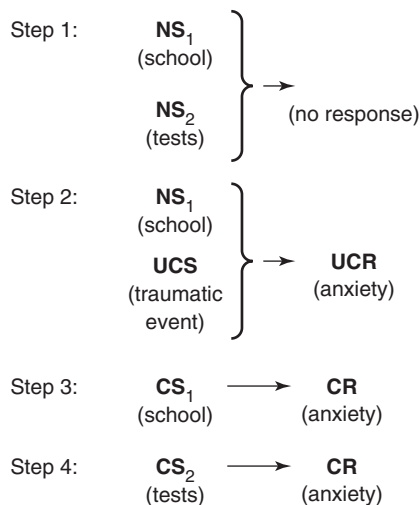 Step 1: NS1
(school)
(no response)
NS2
(tests)
Step 2: NS1
(school)
UCS UCR
(traumatic (anxiety)
event)
Step 3: CS1 CR
(school) (anxiety)
Step 4: CS2 CR
(tests) (anxiety)